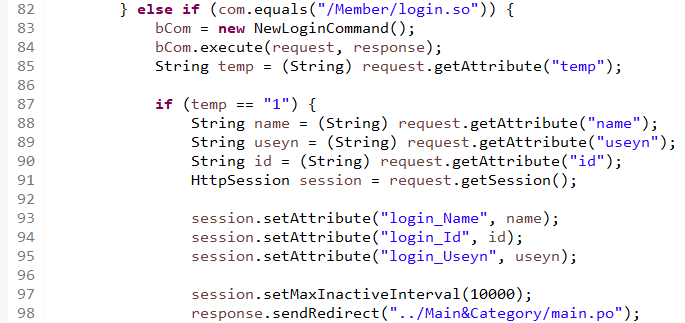 82 } else if (com.equals("/Member/login.so")) {
83 bCom = new NewLoginCommand();
84 bCom.execute(request, response);
85 String temp = (String) request.getAttribute("temp");
86
87 if (temp == "1") {
88 String name = (String) request.getAttribute("name");
89 String useyn = (String) request.getAttribute("useyn");
90 String id = (String) request.getAttribute("id");
91 HttpSession session = request.getSession();
92
93 session.setAttribute("login_Name", name);
94 session.setAttribute("login_Id", id);
95 session.setAttribute("login_Useyn", useyn);
96
97 session.setMaxInactiveInterval(10000);
98 response.sendRedirect("../Main&Category/main.po");